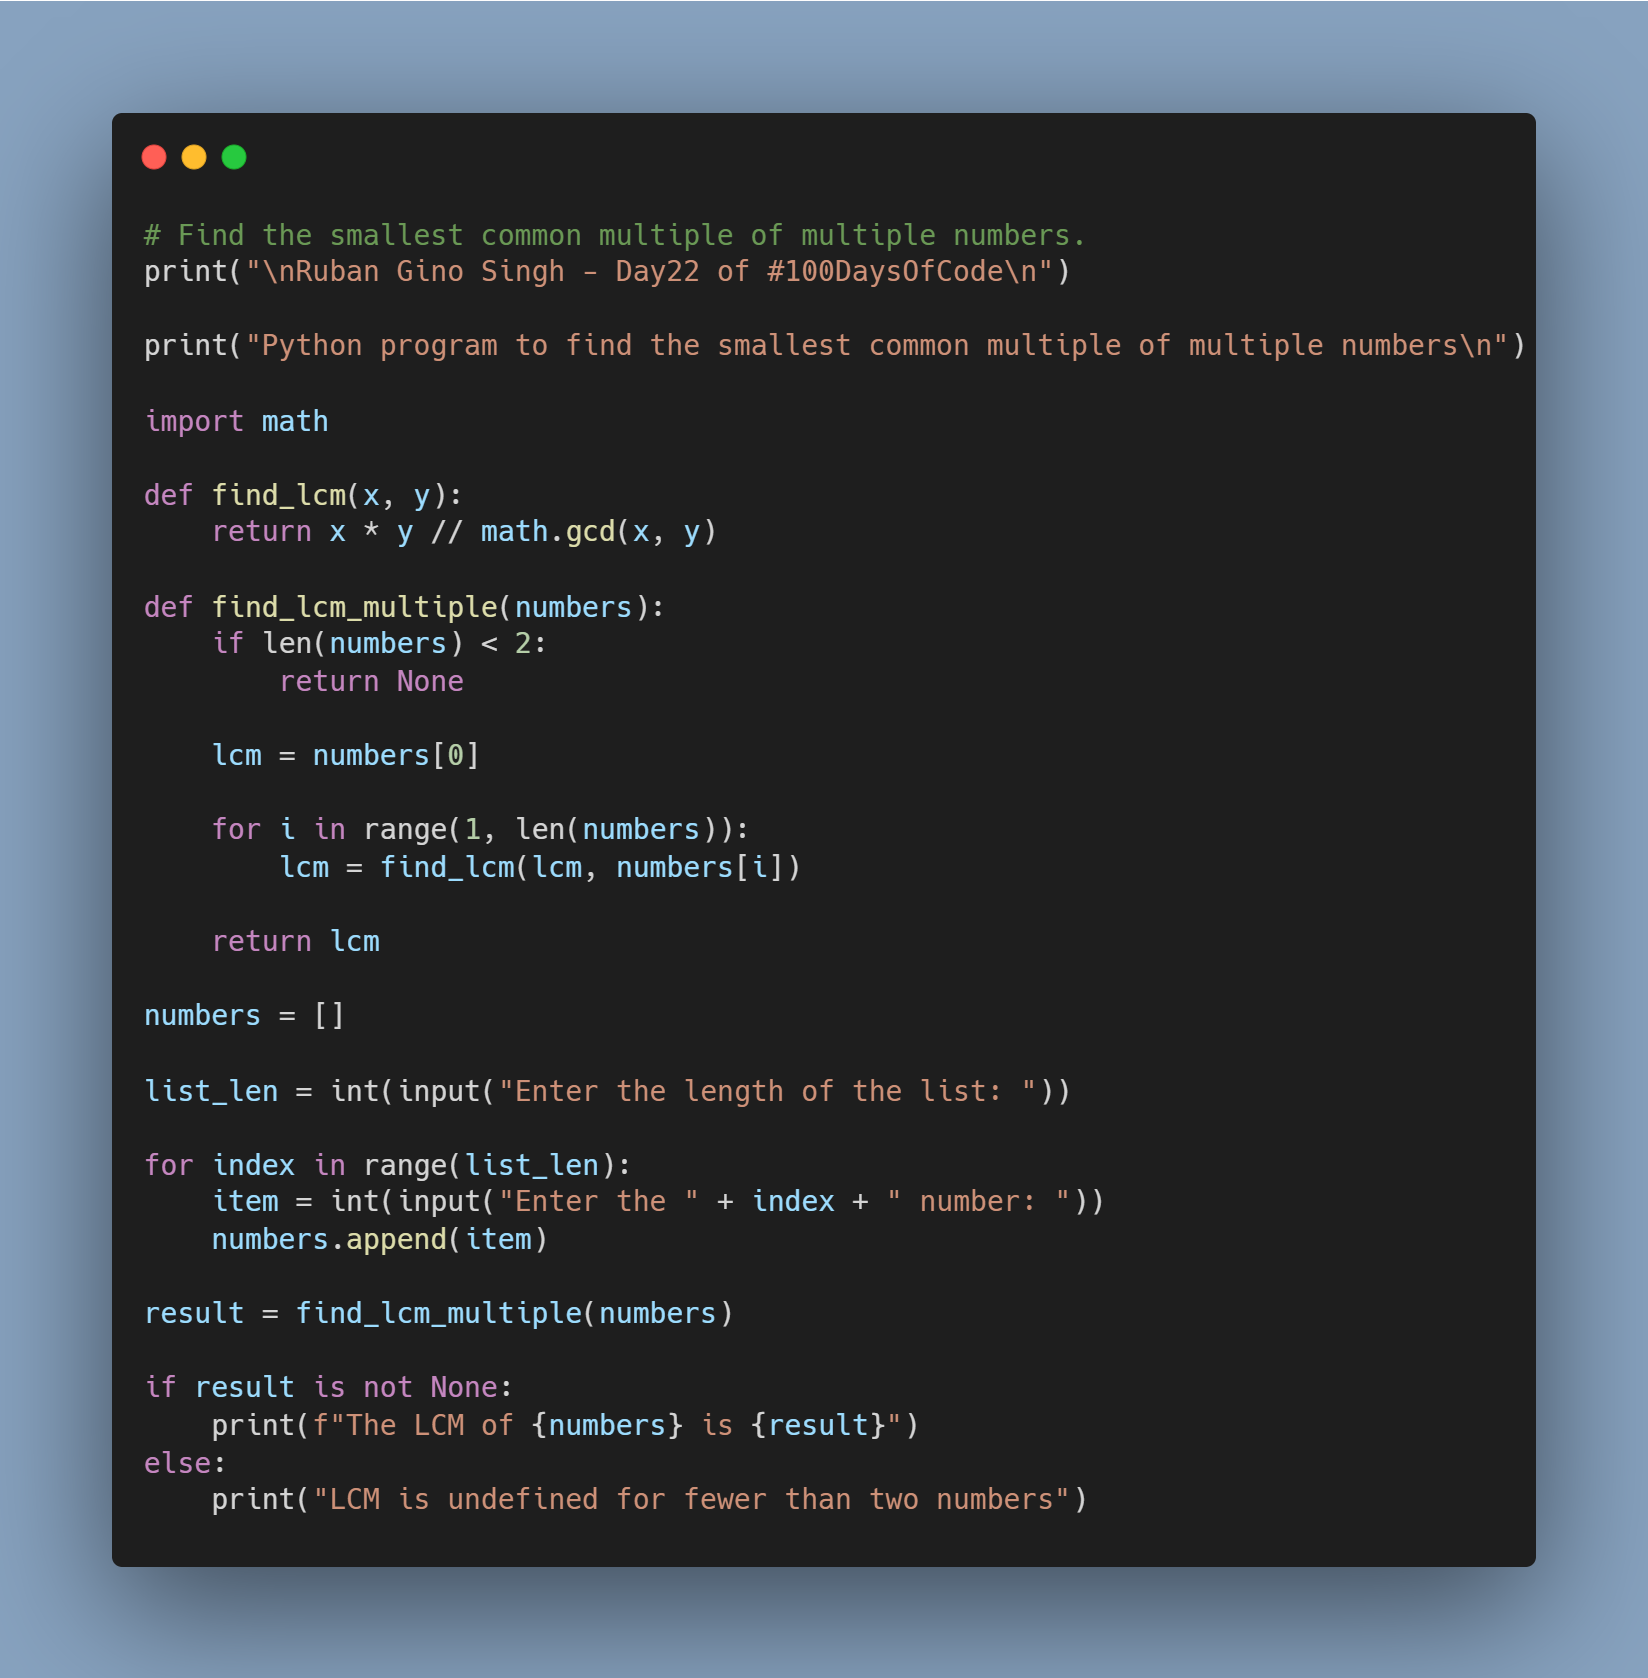 # Find the smallest common multiple of multiple numbers.
print("\nRuban Gino Singh - Day22 of #100DaysOfCode\n")
print("Python program to find the smallest common multiple of multiple numbers\n")
import math
def find_lcm(x, y):
    return x * y // math.gcd(x, y)
def find_lcm_multiple(numbers):
    if len(numbers) < 2:
        return None
    lcm = numbers[0]
    for i in range(1, len(numbers)):
        lcm = find_lcm(lcm, numbers[i])
    return lcm
numbers = []
list_len = int(input("Enter the length of the list: "))
for index in range(list_len):
    item = int(input("Enter the " + index + " number: "))
    numbers.append(item)
result = find_lcm_multiple(numbers)
if result is not None:
    print(f"The LCM of {numbers} is {result}")
else:
    print("LCM is undefined for fewer than two numbers")